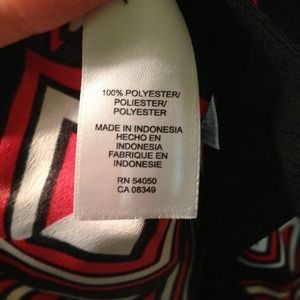 100% POLYESTER/
POLIESTER/
POLYESTER
MADE IN INDONESIA
HECHO EN
INDONESIA
FABRIQUE EN
INDONESIE
RN 54050
CA 08349